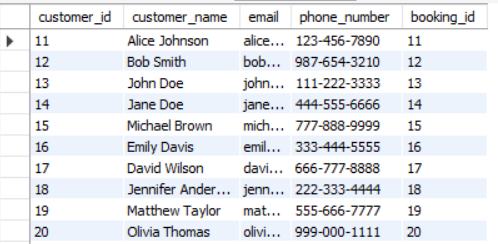 customer_id customer_name email phone_number booking_id
11 Alice Johnson alice... 123-456-7890 11
12 Bob Smith bob... 987-654-3210 12
13 John Doe john... 111-222-3333 13
14 Jane Doe jane... 444-555-6666 14
15 Michael Brown mich... 777-888-9999 15
16 Emily Davis emil... 333-444-5555 16
17 David Wilson davi... 666-777-8888 17
18 Jennifer Ander... jenn... 222-333-4444 18
19 Matthew Taylor mat... 555-666-7777 19
20 Olivia Thomas olivi... 999-000-1111 20